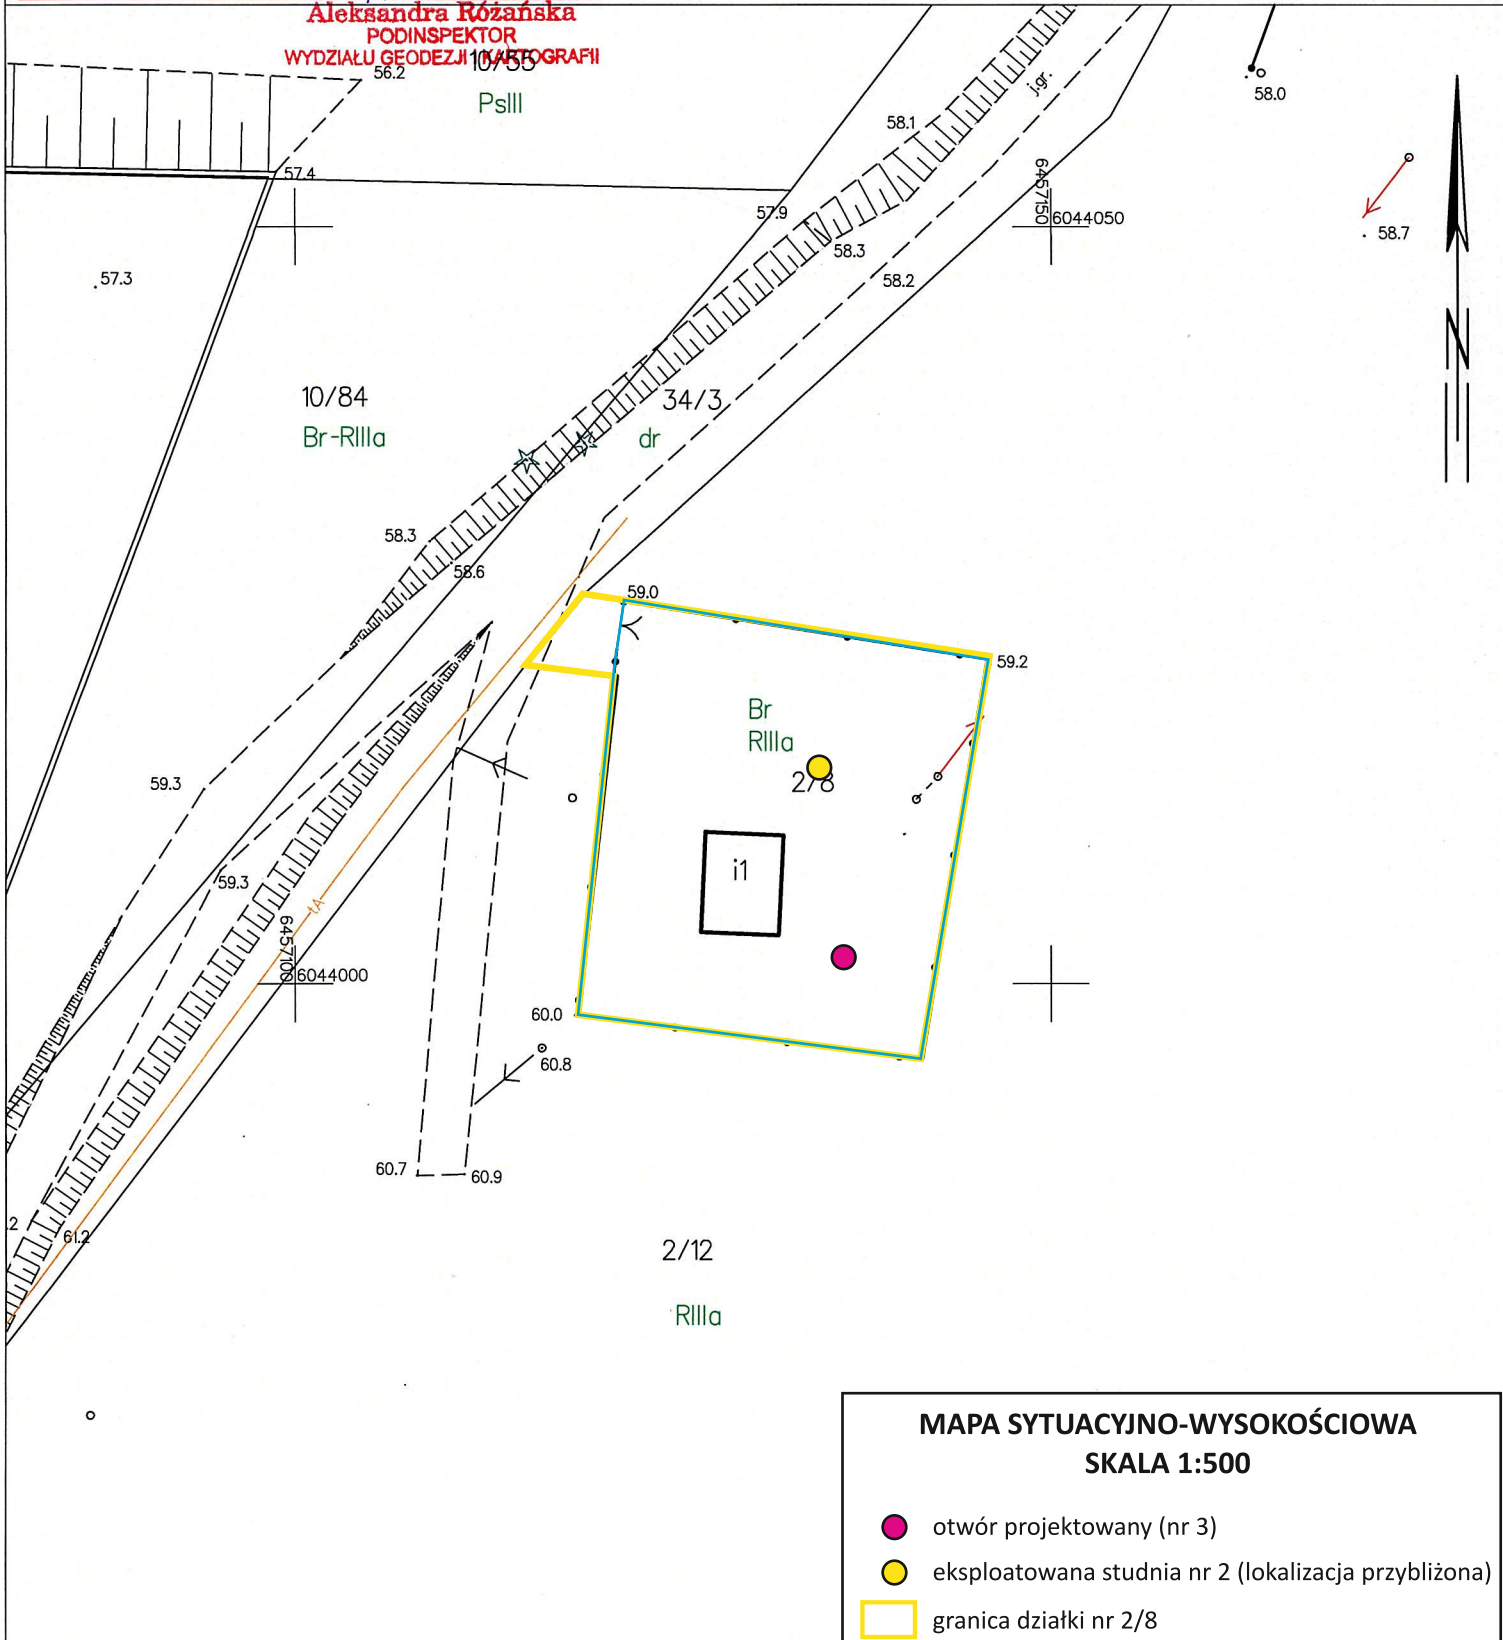 Aleksandra Różańska
PODINSPEKTOR
WYDZIAŁU GEODEZJI I KARTOGRAFII
10/55
56.2
PsIII
58.0
58.1
j.gr.
57.4
57.9
6457150
6044050
58.7
58.3
58.2
57.3
N
10/84
Br-RIIIa
34/3
dr
58.3
58.6
59.0
59.2
Br
RIIIa
2/8
59.3
i1
59.3
tA
6457100
6044000
60.0
60.8
60.7
60.9
.2
61.2
2/12
RIIIa
MAPA SYTUACYJNO-WYSOKOŚCIOWA
SKALA 1:500
otwór projektowany (nr 3)
eksploatowana studnia nr 2 (lokalizacja przybliżona)
granica działki nr 2/8